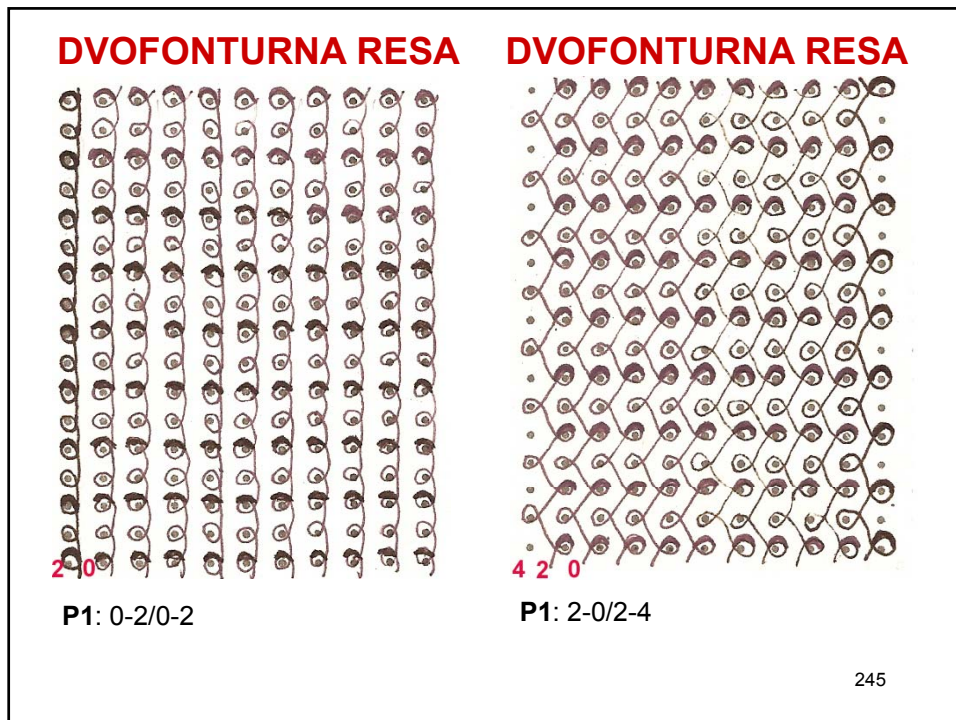 DVOFONTURNA RESA
2 0
P1: 0-2/0-2
DVOFONTURNA RESA
4 2 0
P1: 2-0/2-4
245